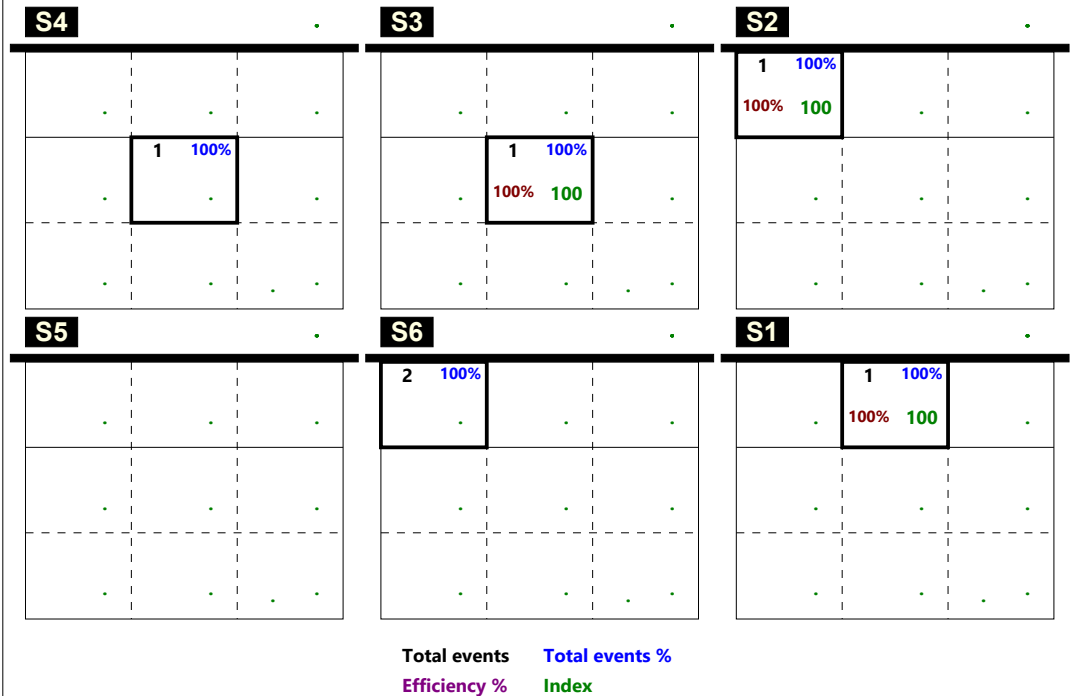 S4 S3 S2
1 100%
100% 100
1 100% 1 100%
100% 100
S5 S6 S1
2 100% 1 100%
100% 100
Total events Total events %
Efficiency % Index